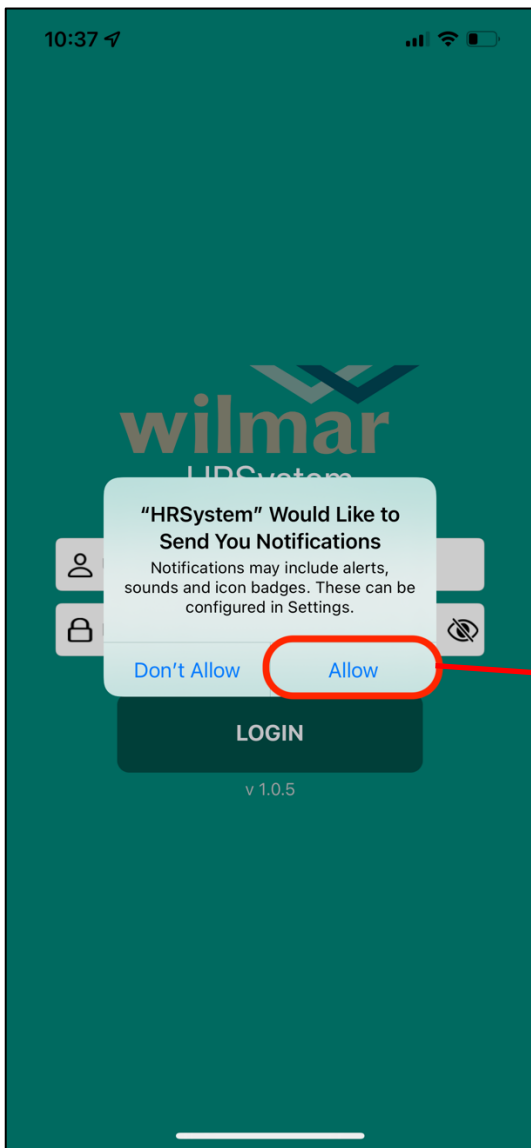 10:37
wilmar
HRSystem
“HRSystem” Would Like to
Send You Notifications
Notifications may include alerts,
sounds and icon badges. These can be
configured in Settings.
Don’t Allow
Allow
LOGIN
v 1.0.5